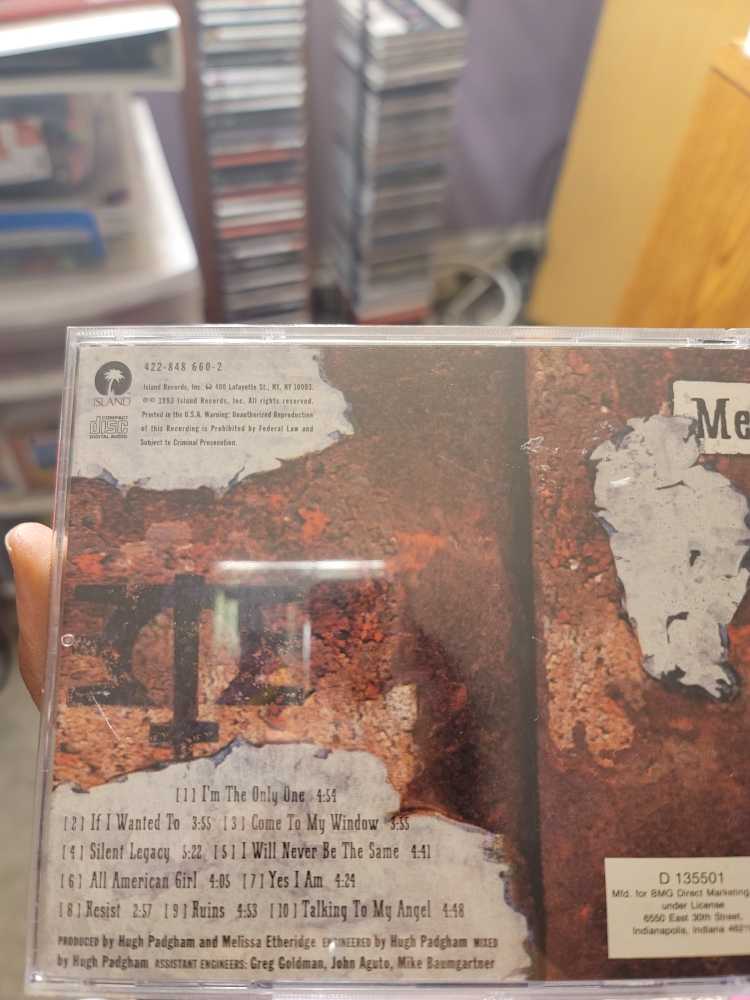 422-848 660-2
ISLAND
Island Records, Inc. 400 Lafayette St., NY, NY 10003.
℗© 1993 Island Records, Inc. All rights reserved.
Printed in the U.S.A. Warning: Unauthorized Reproduction
of this Recording is Prohibited by Federal Law and
Subject to Criminal Prosecution.
COMPACT
disc
DIGITAL AUDIO
Me
[1] I'm The Only One 4:54
[2] If I Wanted To 3:55 [3] Come To My Window 3:55
[4] Silent Legacy 5:22 [5] I Will Never Be The Same 4:41
[6] All American Girl 4:05 [7] Yes I Am 4:24
[8] Resist 2:57 [9] Ruins 4:53 [10] Talking To My Angel 4:48
PRODUCED by Hugh Padgham and Melissa Etheridge ENGINEERED by Hugh Padgham MIXED
by Hugh Padgham ASSISTANT ENGINEERS: Greg Goldman, John Aguto, Mike Baumgartner
D 135501
Mfd. for BMG Direct Marketing,
under License
6550 East 30th Street,
Indianapolis, Indiana 4621